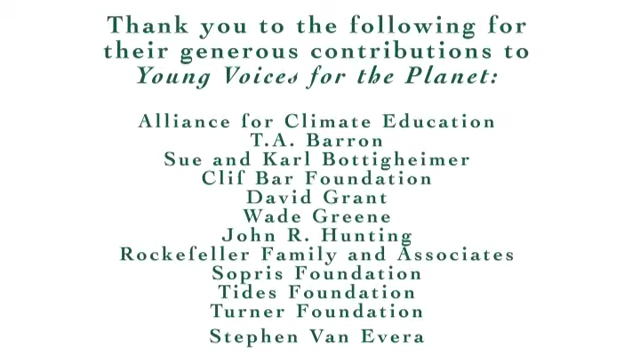 Thank you to the following for
their generous contributions to
Young Voices for the Planet:
Alliance for Climate Education
T.A. Barron
Sue and Karl Bottigheimer
Clif Bar Foundation
David Grant
Wade Greene
John R. Hunting
Rockefeller Family and Associates
Sopris Foundation
Tides Foundation
Turner Foundation
Stephen Van Evera